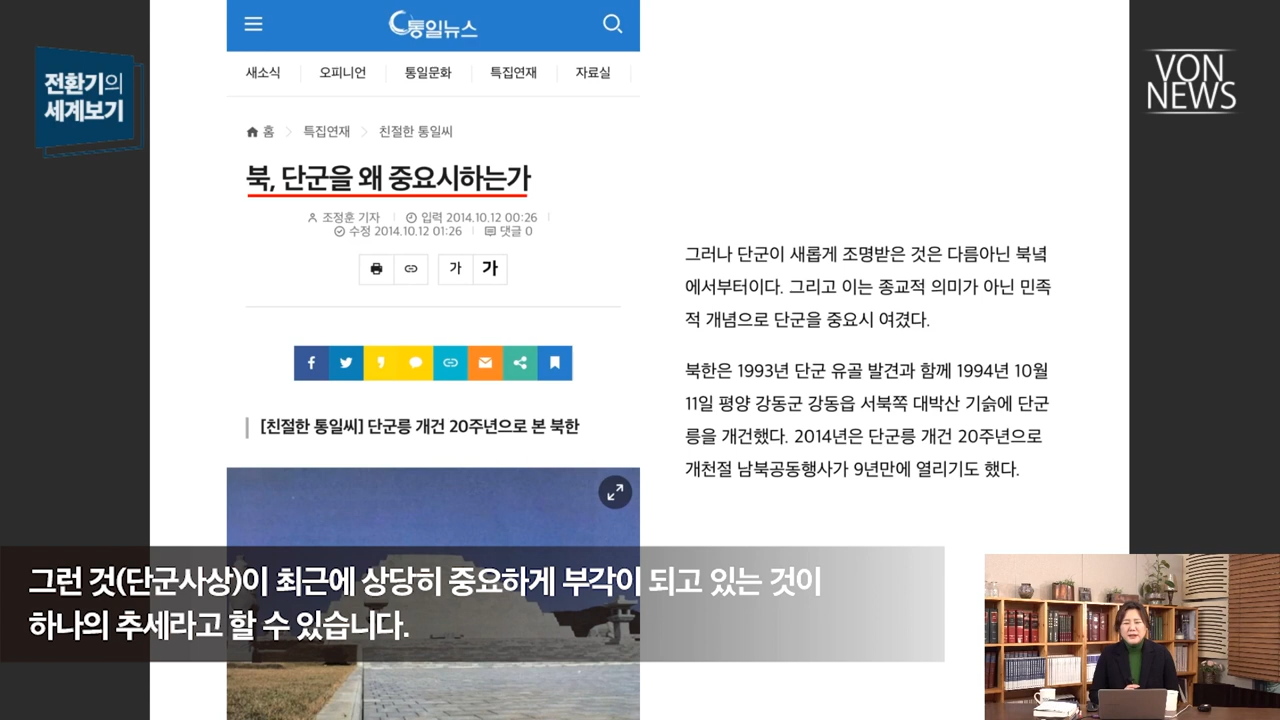 전환기의
세계보기
통일뉴스
새소식
오피니언
통일문화
특집연재
자료실
홈
특집연재
친절한 통일씨
북, 단군을 왜 중요시하는가
조정훈 기자
입력 2014.10.12 00:26
수정 2014.10.12 01:26
댓글 0
가
가
[친절한 통일씨] 단군릉 개건 20주년으로 본 북한
그러나 단군이 새롭게 조명받은 것은 다름아닌 북녘
에서부터이다. 그리고 이는 종교적 의미가 아닌 민족
적 개념으로 단군을 중요시 여겼다.
북한은 1993년 단군 유골 발견과 함께 1994년 10월
11일 평양 강동군 강동읍 서북쪽 대박산 기슭에 단군
릉을 개건했다. 2014년은 단군릉 개건 20주년으로
개천절 남북공동행사가 9년만에 열리기도 했다.
VON
NEWS
그런 것(단군사상)이 최근에 상당히 중요하게 부각이 되고 있는 것이
하나의 추세라고 할 수 있습니다.